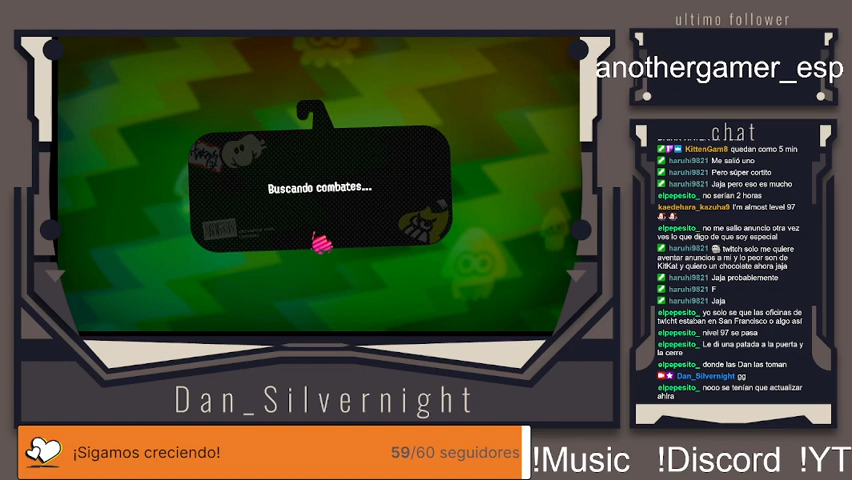 ultimo follower
anothergamer_esp
chat
KittenGam8 quedan como 5 min
haruhi9821 Me salió uno
haruhi9821 Pero súper cortito
haruhi9821 Jaja pero eso es mucho
elpepesito_ no serían 2 horas
kaedehara_kazuha9 I'm almost level 97
elpepesito_ no me salio anuncio otra vez
ves lo que digo de que soy especial
haruhi9821 twitch solo me quiere
aventar anuncios a mí y lo peor son de
KitKat y quiero un chocolate ahora jaja
haruhi9821 Jaja probablemente
haruhi9821 F
haruhi9821 Jaja
elpepesito_ yo solo se que las oficinas de
twicht estaban en San Francisco o algo así
elpepesito_ nivel 97 se pasa
elpepesito_ Le di una patada a la puerta y
la cerre
elpepesito_ donde las Dan las toman
Dan_Silvernight gg
elpepesito_ nooo se tenían que actualizar
ahIra
Buscando combates...
Dan_Silvernight
¡Sigamos creciendo!
59/60 seguidores
!Music !Discord !YT